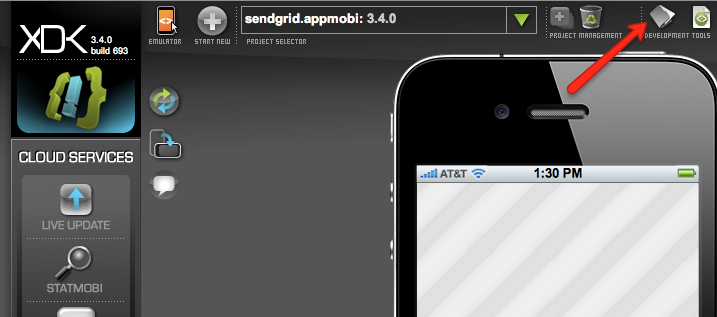 XDK 3.4.0
build 693
EMULATOR
START NEW
sendgrid.appmobi: 3.4.0
PROJECT SELECTOR
PROJECT MANAGEMENT
DEVELOPMENT TOOLS
CLOUD SERVICES
LIVE UPDATE
STATMOBI
AT&T
1:30 PM